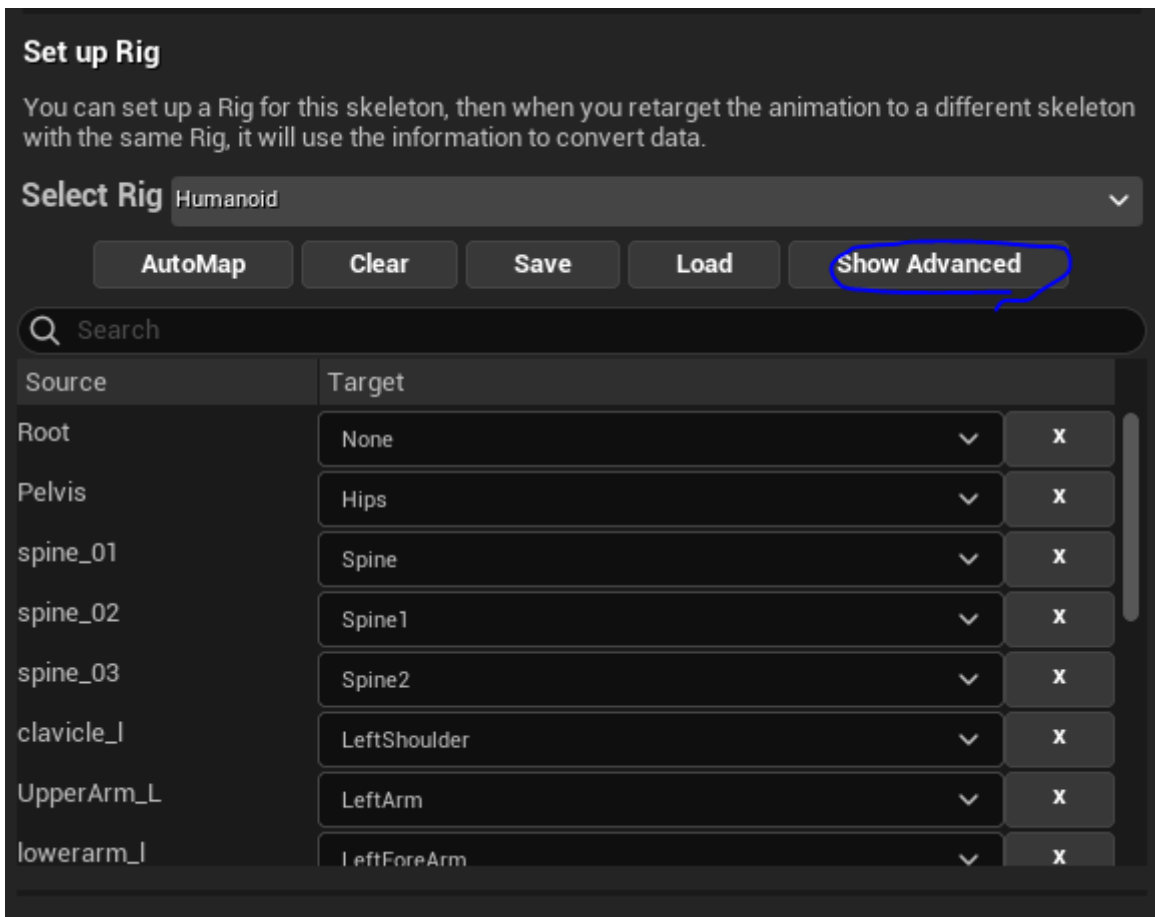 Set up Rig
You can set up a Rig for this skeleton, then when you retarget the animation to a different skeleton
with the same Rig, it will use the information to convert data.
Select Rig Humanoid
AutoMap Clear Save Load Show Advanced
Search
Source Target
Root None x
Pelvis Hips x
spine_01 Spine x
spine_02 Spine1 x
spine_03 Spine2 x
clavicle_l LeftShoulder x
UpperArm_L LeftArm x
lowerarm_l LeftForeArm x